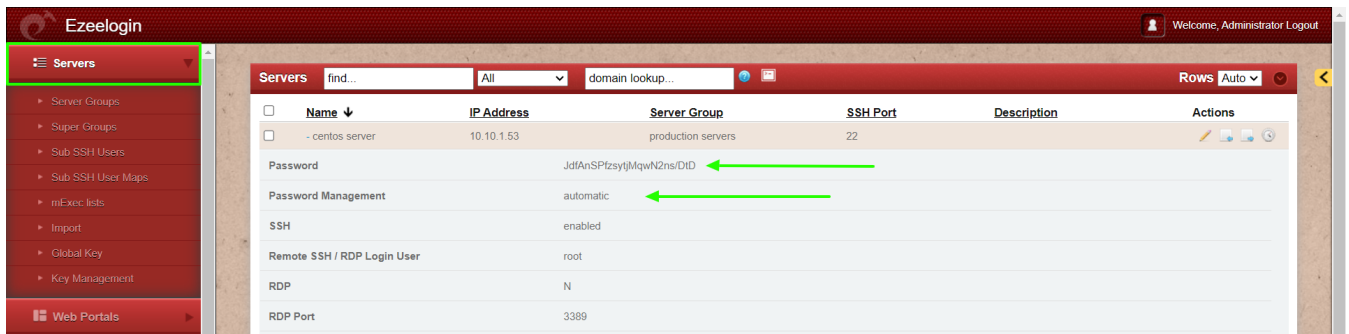 Ezeelogin
Welcome, Administrator Logout
Servers
Server Groups
Super Groups
Sub SSH Users
Sub SSH User Maps
mExec lists
Import
Global Key
Key Management
Web Portals
Servers find... All domain lookup... Rows Auto
Name IP Address Server Group SSH Port Description Actions
- centos server 10.10.1.53 production servers 22
Password JdfAnSPfzsytjMqwN2ns/DtD
Password Management automatic
SSH enabled
Remote SSH / RDP Login User root
RDP N
RDP Port 3389